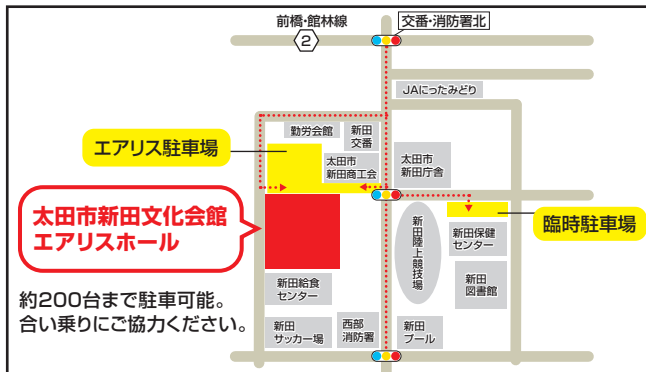 前橋・館林線
2
交番・消防署北
JAにったみどり
勤労会館
新田
交番
エアリス駐車場
太田市
新田商工会
太田市
新田庁舎
太田市新田文化会館
エアリスホール
臨時駐車場
新田陸上競技場
新田保健
センター
新田
図書館
新田給食
センター
約200台まで駐車可能。
合い乗りにご協力ください。
新田
サッカー場
西部
消防署
新田
プール